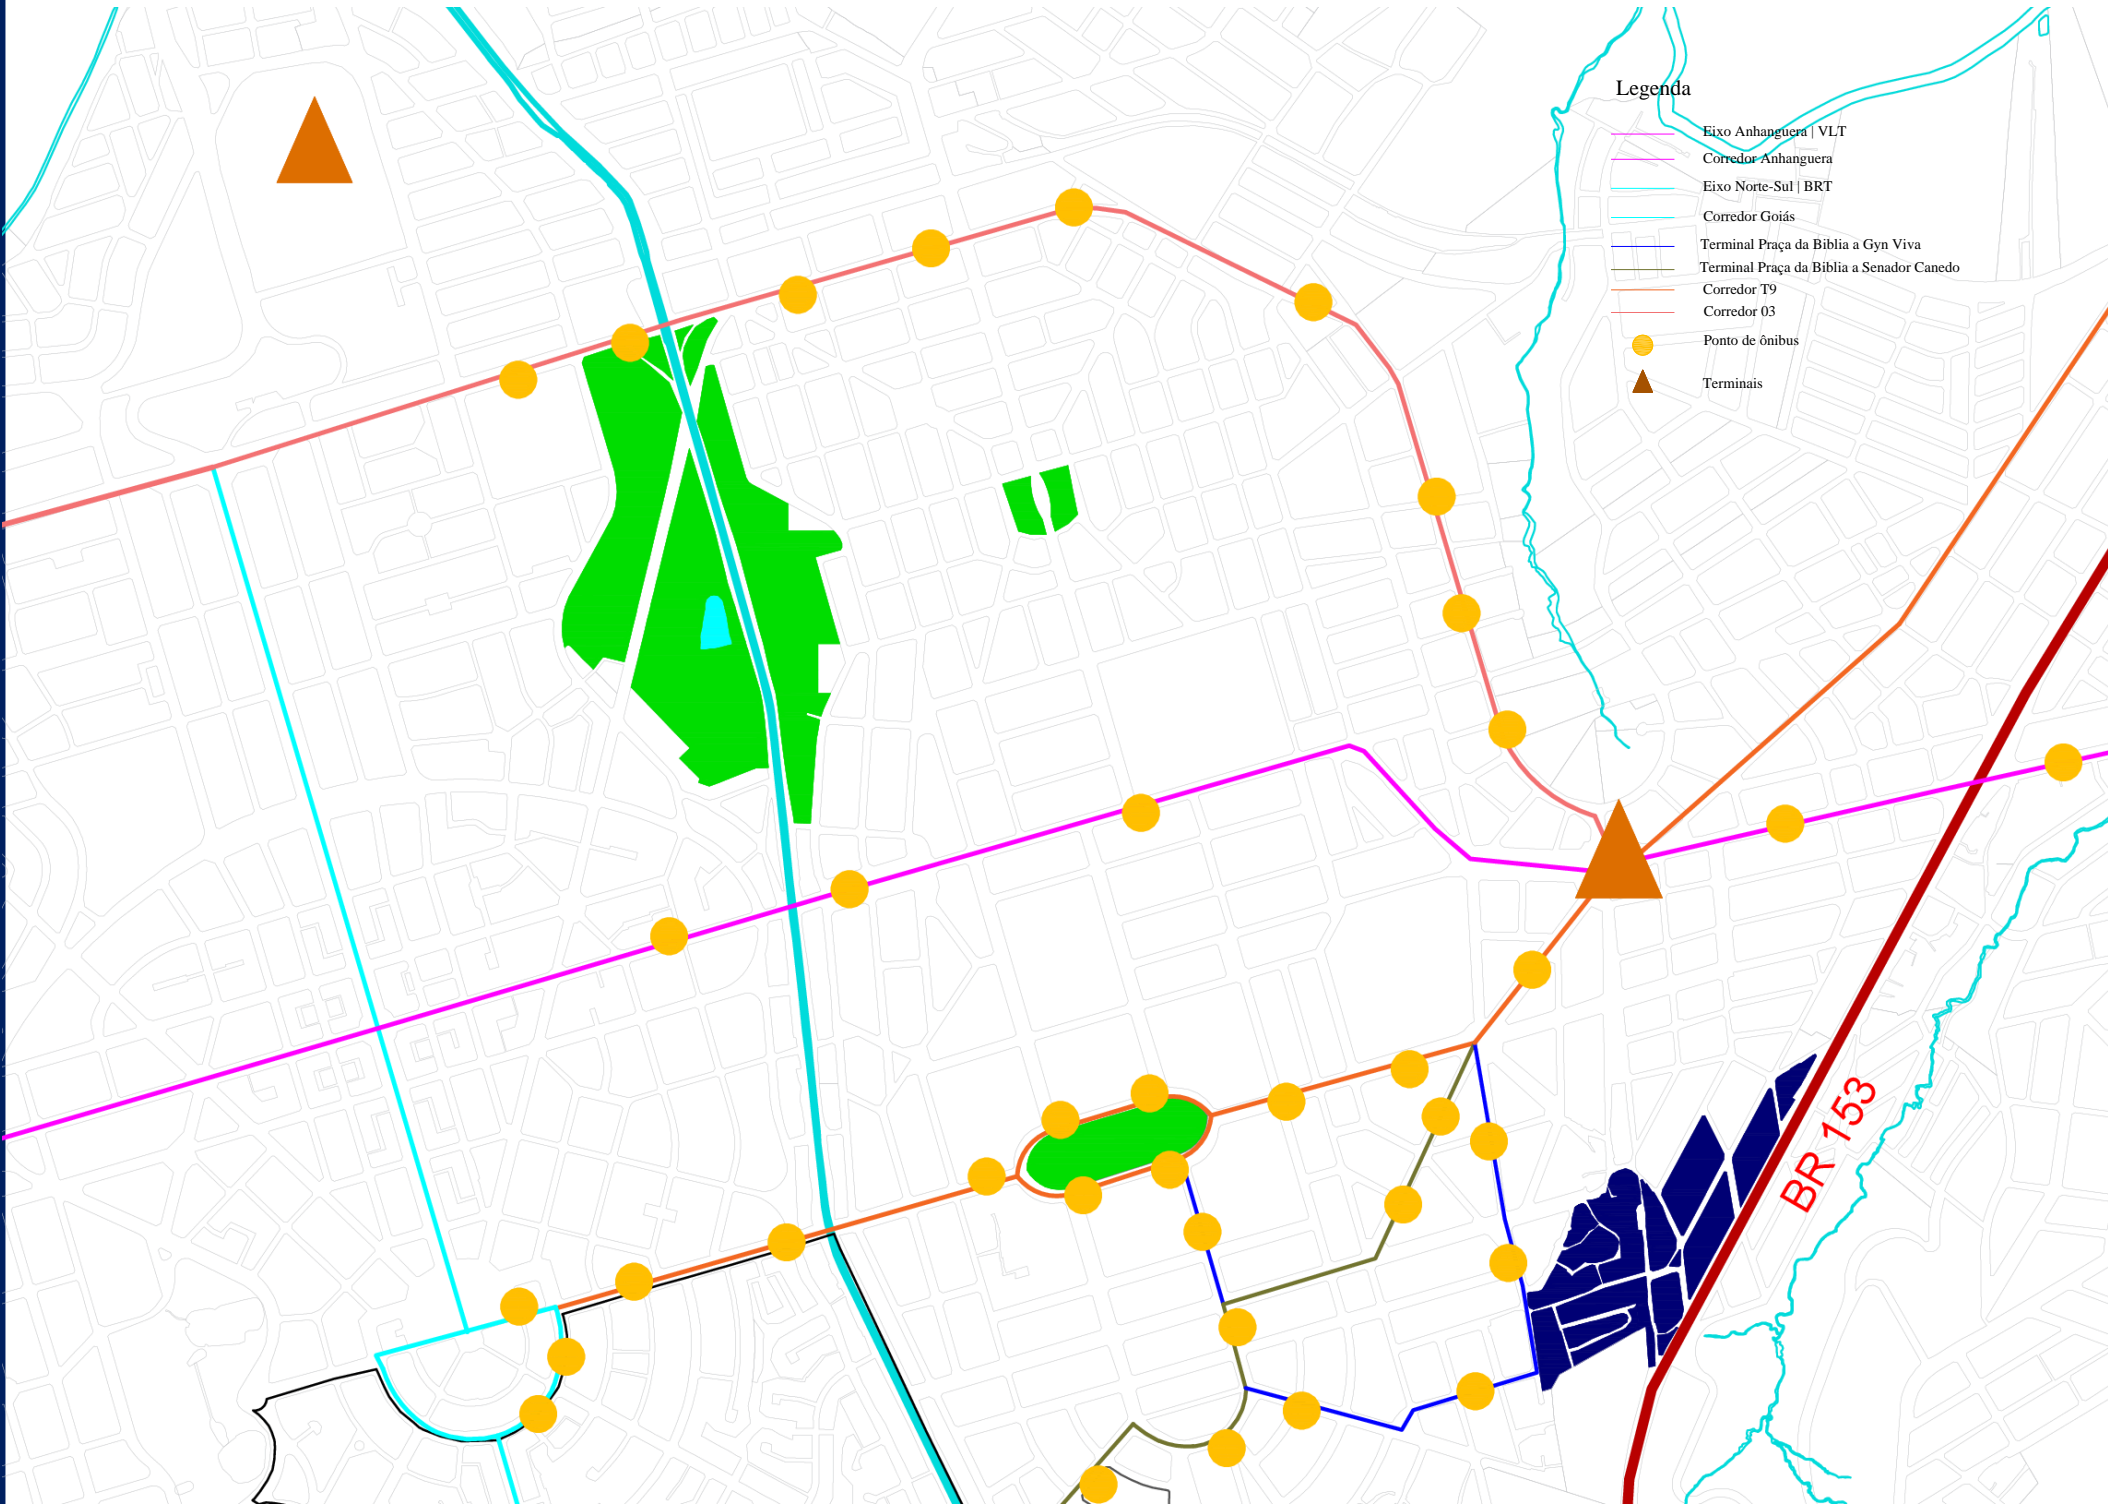 Legenda
Eixo Anhanguera | VLT
Corredor Anhanguera
Eixo Norte-Sul | BRT
Corredor Goiás
Terminal Praça da Biblia a Gyn Viva
Terminal Praça da Biblia a Senador Canedo
Corredor T9
Corredor 03
Ponto de ônibus
Terminais
BR 153